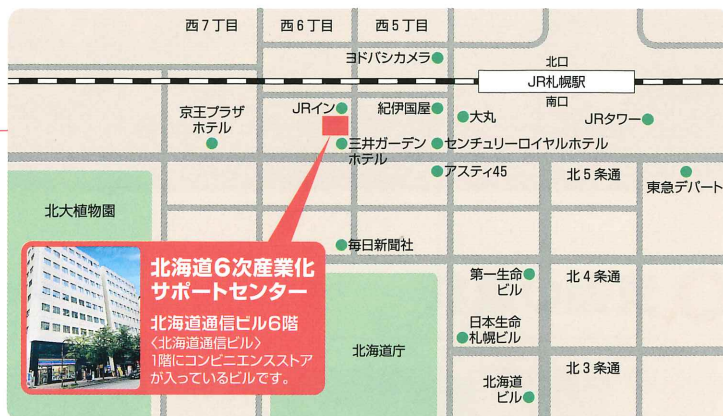 西7丁目
西6丁目
西5丁目
ヨドバシカメラ
北口
JR札幌駅
南口
京王プラザ
ホテル
JRイン
紀伊国屋
大丸
JRタワー
三井ガーデン
ホテル
センチュリーロイヤルホテル
アスティ45
北5条通
東急デパート
北大植物園
毎日新聞社
北海道6次産業化
サポートセンター
北海道通信ビル6階
〈北海道通信ビル〉
1階にコンビニエンスストア
が入っているビルです。
第一生命
ビル
北4条通
日本生命
札幌ビル
北海道庁
北3条通
北海道
ビル